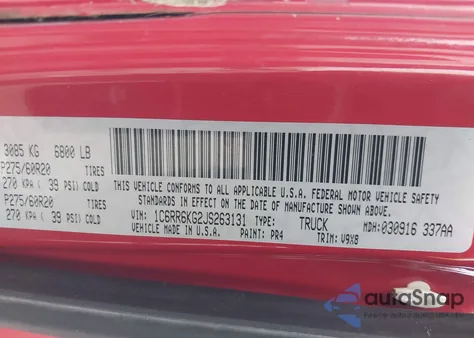 3085 KG 6800 LB
P275/60R20 TIRES
270 KPA ( 39 PSI) COLD
P275/60R20 TIRES
270 KPA ( 39 PSI) COLD
THIS VEHICLE CONFORMS TO ALL APPLICABLE U.S.A. FEDERAL MOTOR VEHICLE SAFETY
STANDARDS IN EFFECT ON THE DATE OF MANUFACTURE SHOWN ABOVE
VIN: 1C6RR6KG2JS263131 TYPE: TRUCK MDH: 030916 337AA
VEHICLE MADE IN U.S.A. PAINT: PR4 TRIM: V9X8
autoSnap